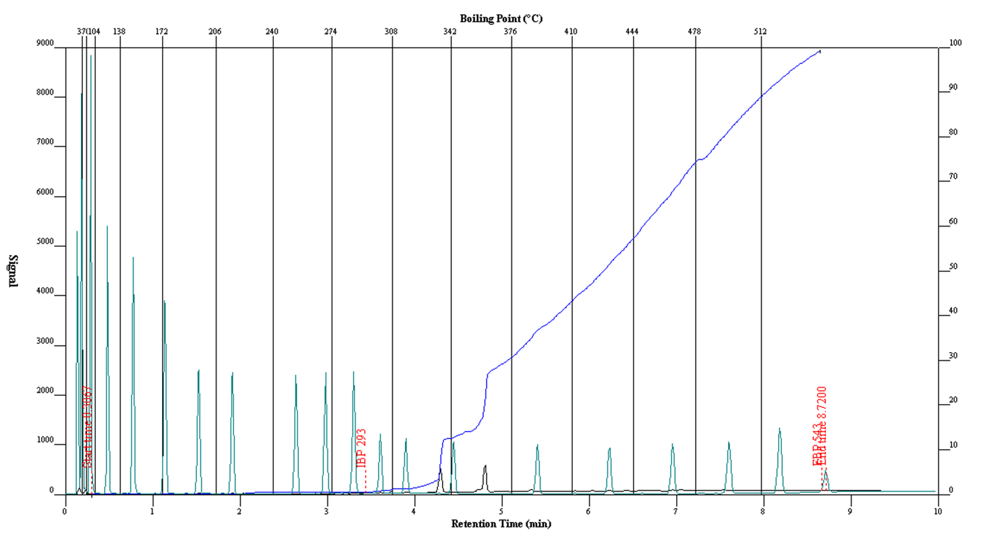 Boiling Point (°C)
370104 138 172 206 240 274 308 342 376 410 444 478 512
9000 100
8000 90
7000 80
6000 70
5000 60
4000 50
3000 40
2000 30
1000 20
0 10
0
Signal
Start time 0.3067
IBP 293
FBP 543
End time 8.7200
0 1 2 3 4 5 6 7 8 9 10
Retention Time (min)